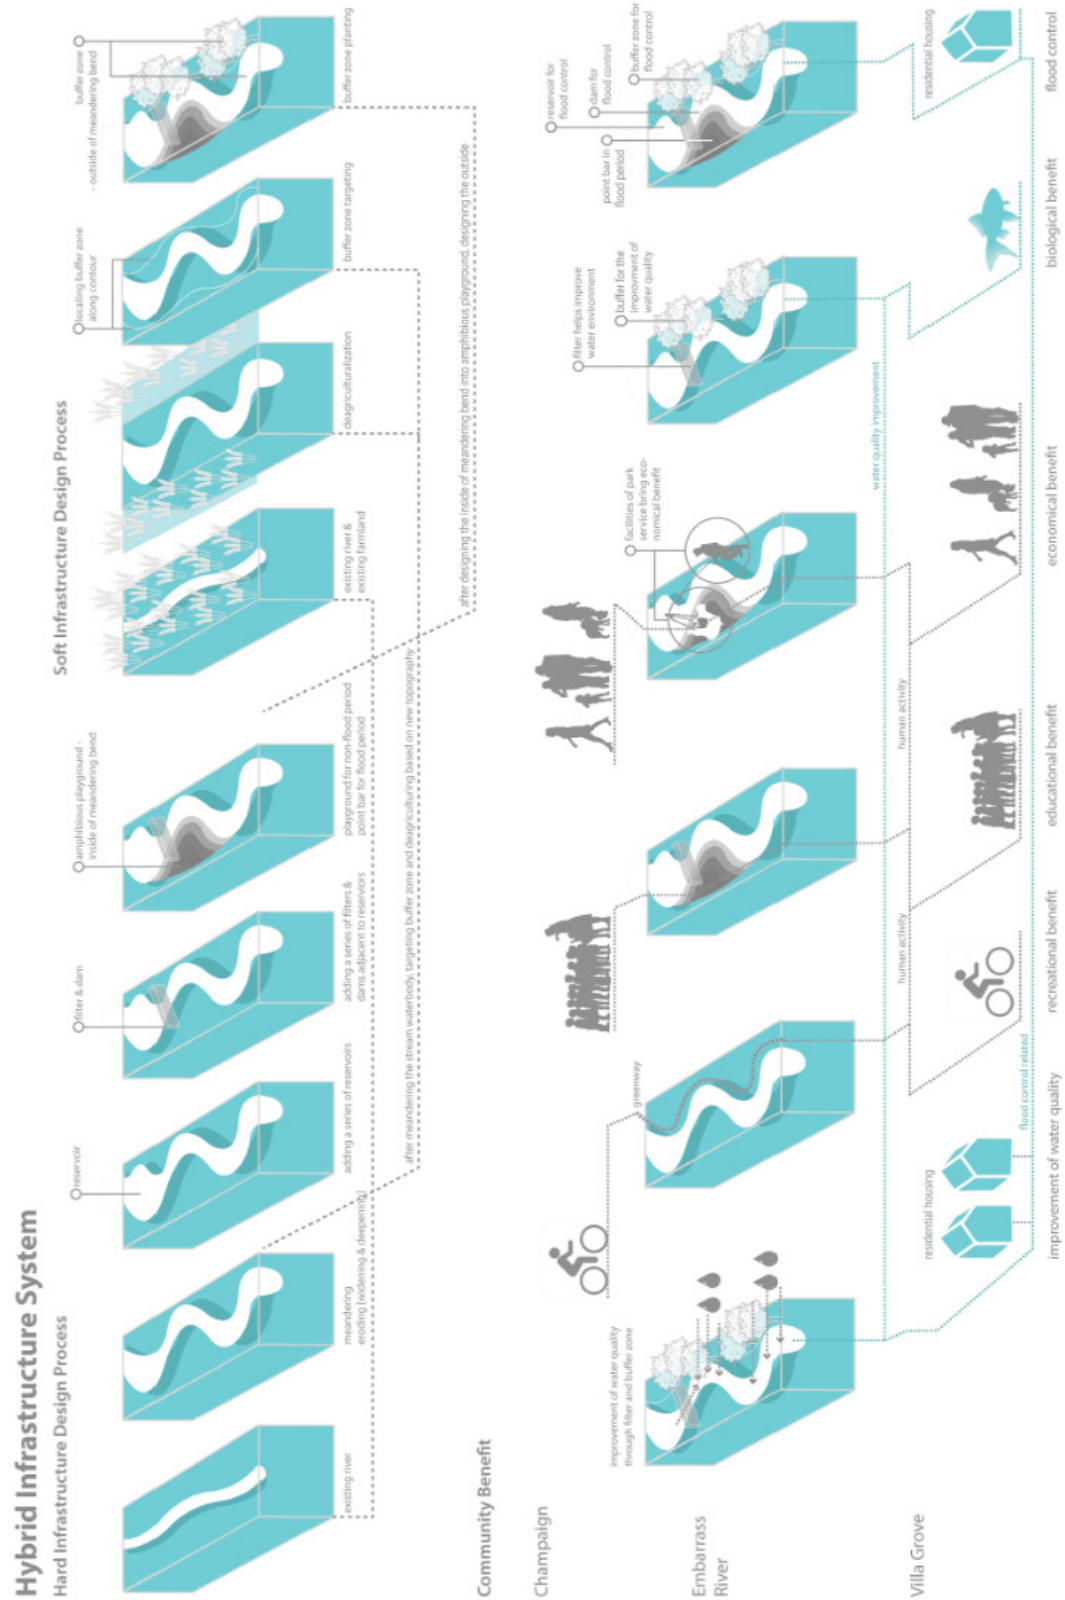 Hybrid Infrastructure System
Hard Infrastructure Design Process
existing river
meandering
eroding (widening & deepening)
reservoir
adding a series of reservoirs
filter & dam
adding a series of filters &
dams adjacent to reserviors
amphibious playground -
inside of meandering bend
playground for non-flood period
point bar for flood period
Soft Infrastructure Design Process
existing river &
existing farmland
deagriculturalization
locating buffer zone
along contour
buffer zone targeting
buffer zone
- outside of meandering bend
buffer zone planting
after meandering the stream waterbody, targeting buffer zone and deagriculturing based on new topography
after designing the inside of meandering bend into amphibious playground, designing the outside
Community Benefit
Champaign
Embarrass
River
Villa Grove
improvement of water quality
through filter and buffer zone
greenway
facilities of park
service bring eco-
nomical benefit
filter helps improve
water environment
buffer for the
improvment of
water quality
reservoir for
flood control
dam for
flood control
buffer zone for
flood control
point bar in
flood period
water quality improvement
human activity
human activity
residential housing
residential housing
flood control related
improvement of water quality
recreational benefit
educational benefit
economical benefit
biological benefit
flood control